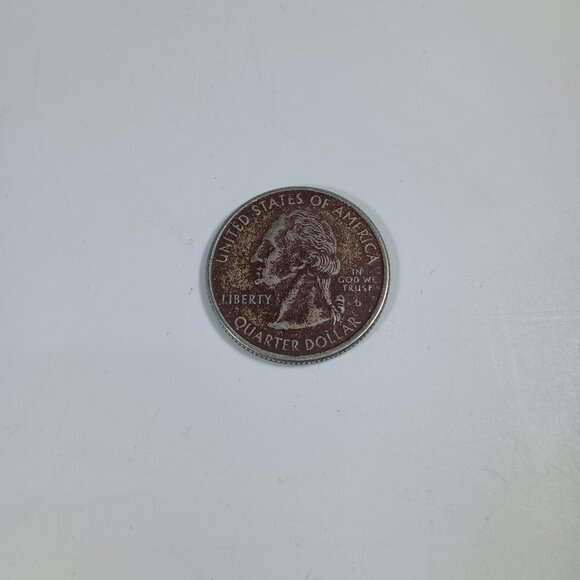 UNITED STATES OF AMERICA
IN
GOD WE
TRUST
LIBERTY
D
QUARTER DOLLAR